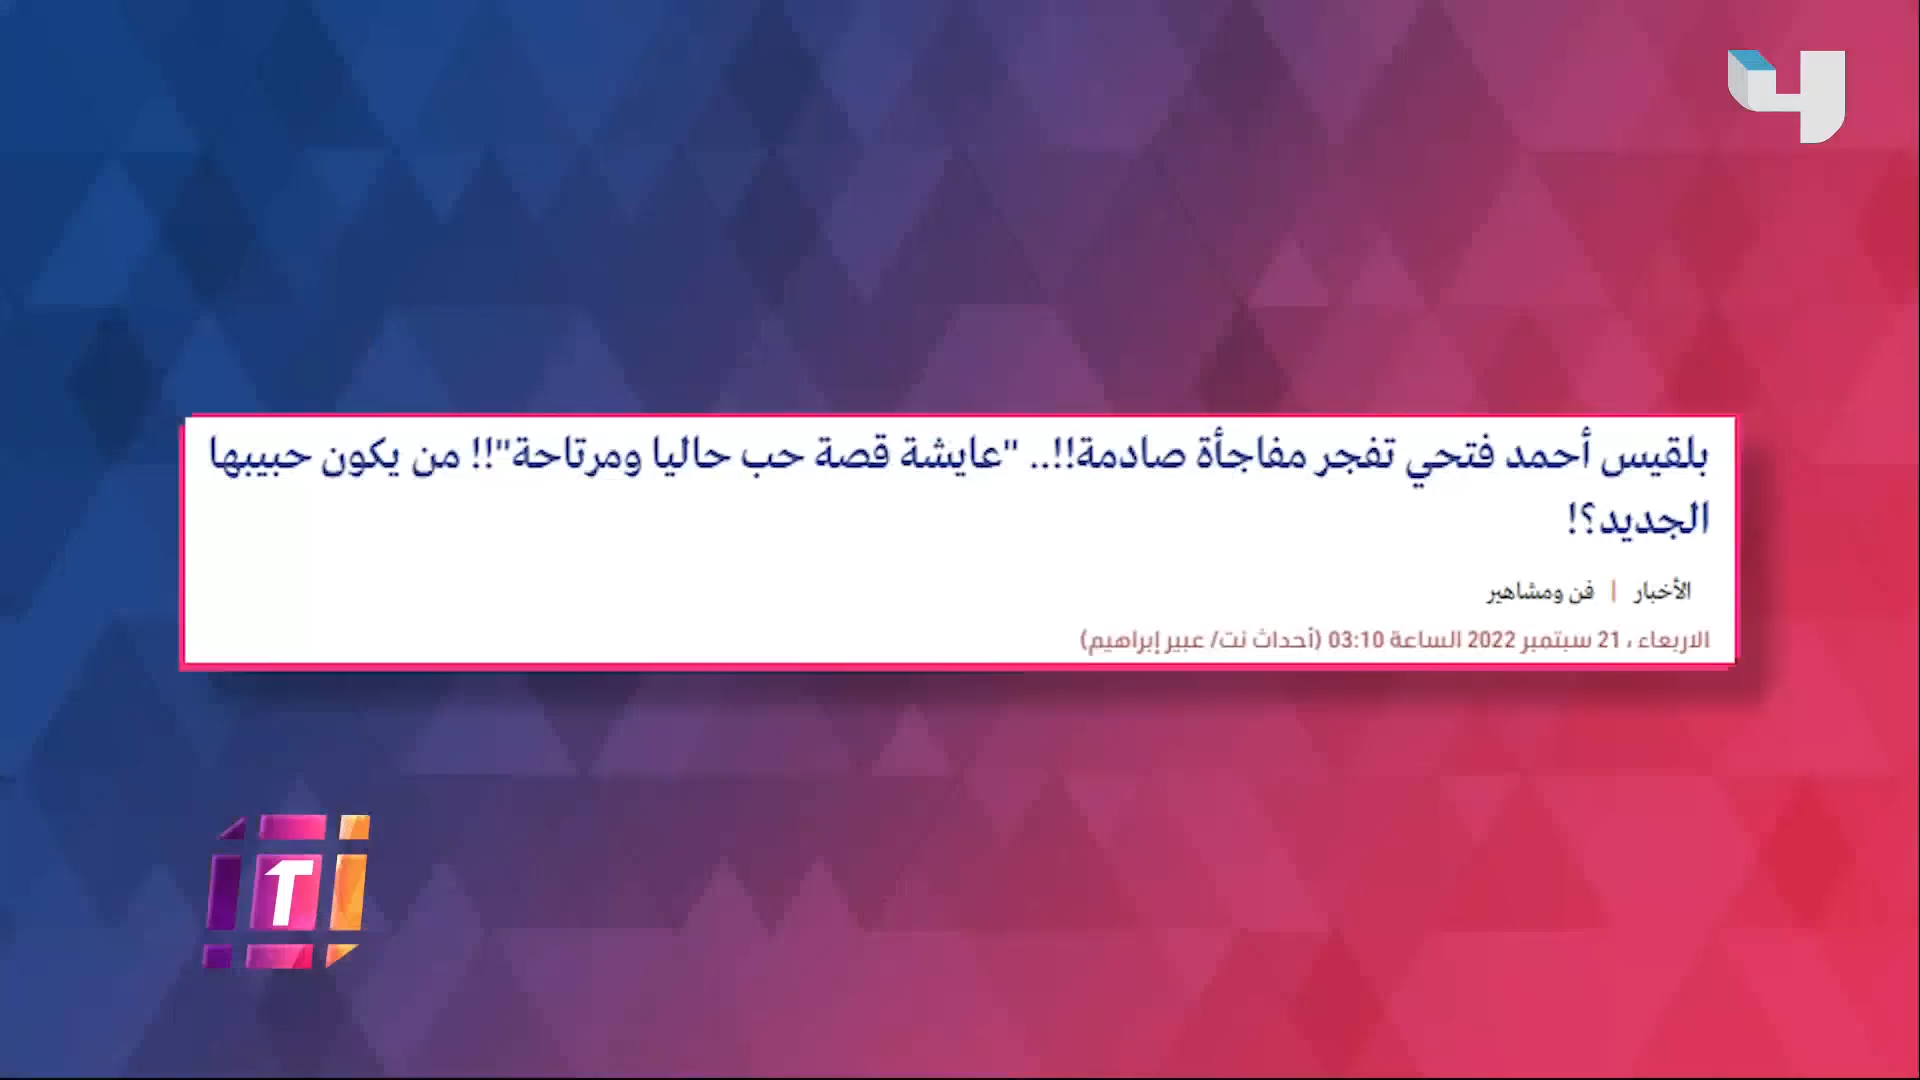 بلقيس أحمد فتحي تفجر مفاجأة صادمة!!.. "عايشة قصة حب حاليا ومرتاحة"!! من يكون حبيبها
الجديد؟!
الأخبار | فن ومشاهير
الاربعاء ، 21 سبتمبر 2022 الساعة 03:10 (أحداث نت/ عبير إبراهيم)
T